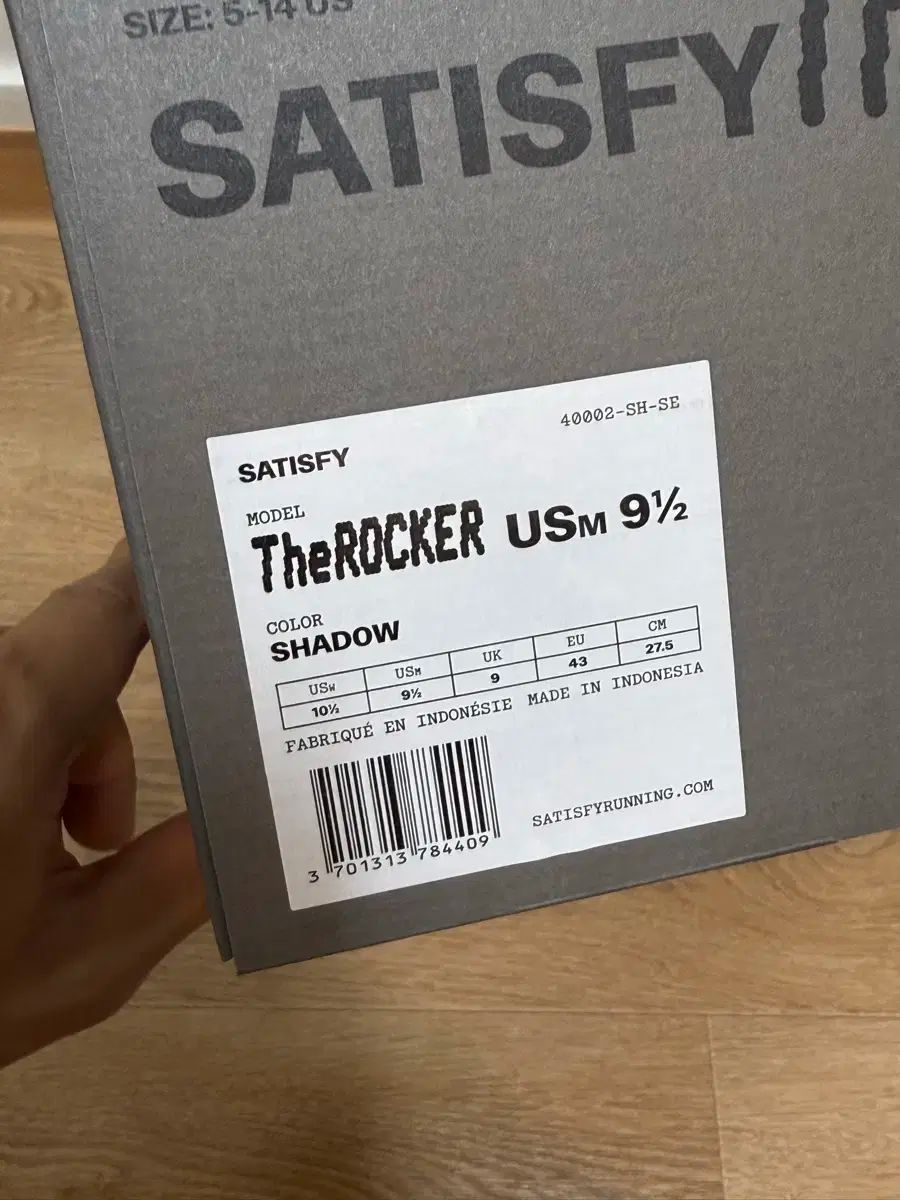 SIZE: 5-14 US
SATISFY
40002-SH-SE
SATISFY
MODEL
TheROCKER USM 9½
COLOR
SHADOW
USW USM UK EU CM
10½ 9½ 9 43 27.5
FABRIQUÉ EN INDONÉSIE MADE IN INDONESIA
3 701313 784409
SATISFYRUNNING.COM